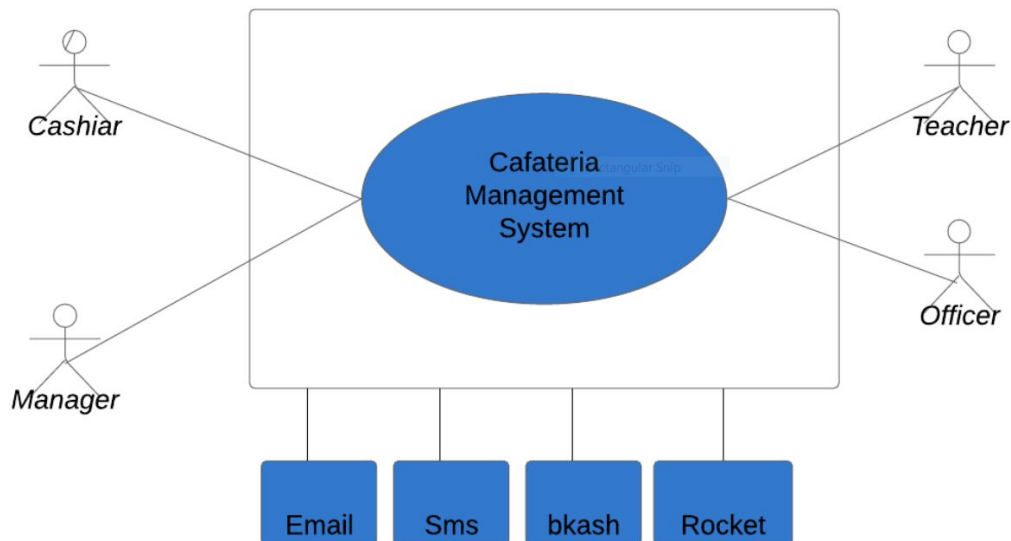 Cashiar
Teacher
Cafateria
Management
System
Officer
Manager
Email
Sms
bkash
Rocket